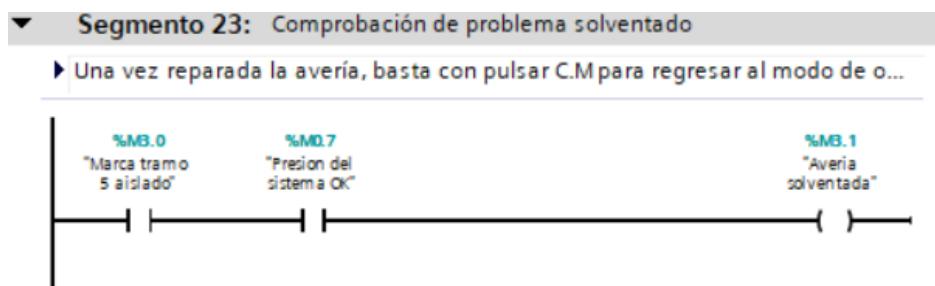 Segmento 23: Comprobación de problema solventado
Una vez reparada la avería, basta con pulsar C.M para regresar al modo de o...
%M3.0
"Marca tramo
5 aislado"
%M0.7
"Presion del
sistema OK"
%M3.1
"Averia
solventada"